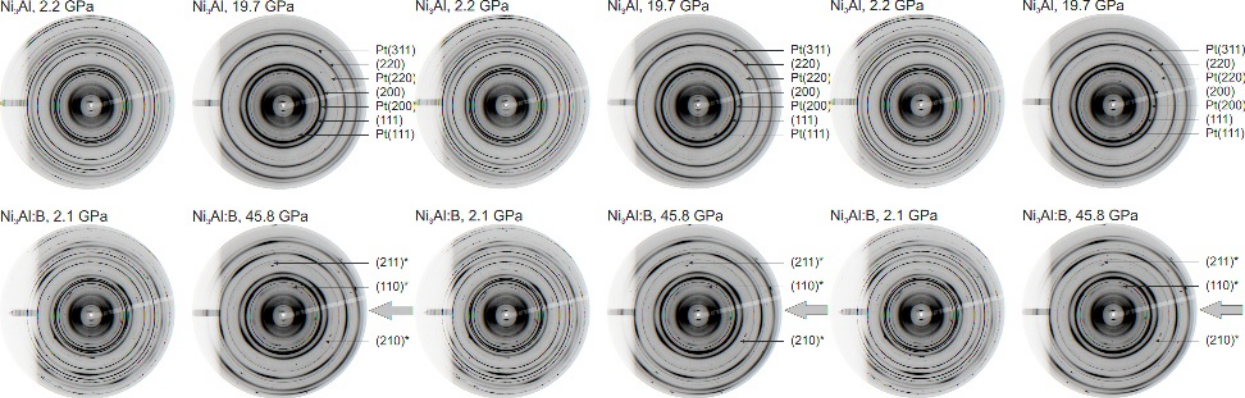 Ni₃Al, 2.2 GPa
Ni₃Al, 19.7 GPa
Ni₃Al, 2.2 GPa
Ni₃Al, 19.7 GPa
Ni₃Al, 2.2 GPa
Ni₃Al, 19.7 GPa
Pt(311)
(220)
Pt(220)
(200)
Pt(200)
(111)
Pt(111)
Pt(311)
(220)
Pt(220)
(200)
Pt(200)
(111)
Pt(111)
Pt(311)
(220)
Pt(220)
(200)
Pt(200)
(111)
Pt(111)
Ni₃Al:B, 2.1 GPa
Ni₃Al:B, 45.8 GPa
Ni₃Al:B, 2.1 GPa
Ni₃Al:B, 45.8 GPa
Ni₃Al:B, 2.1 GPa
Ni₃Al:B, 45.8 GPa
(211)*
(110)*
(210)*
(211)*
(110)*
(210)*
(211)*
(110)*
(210)*